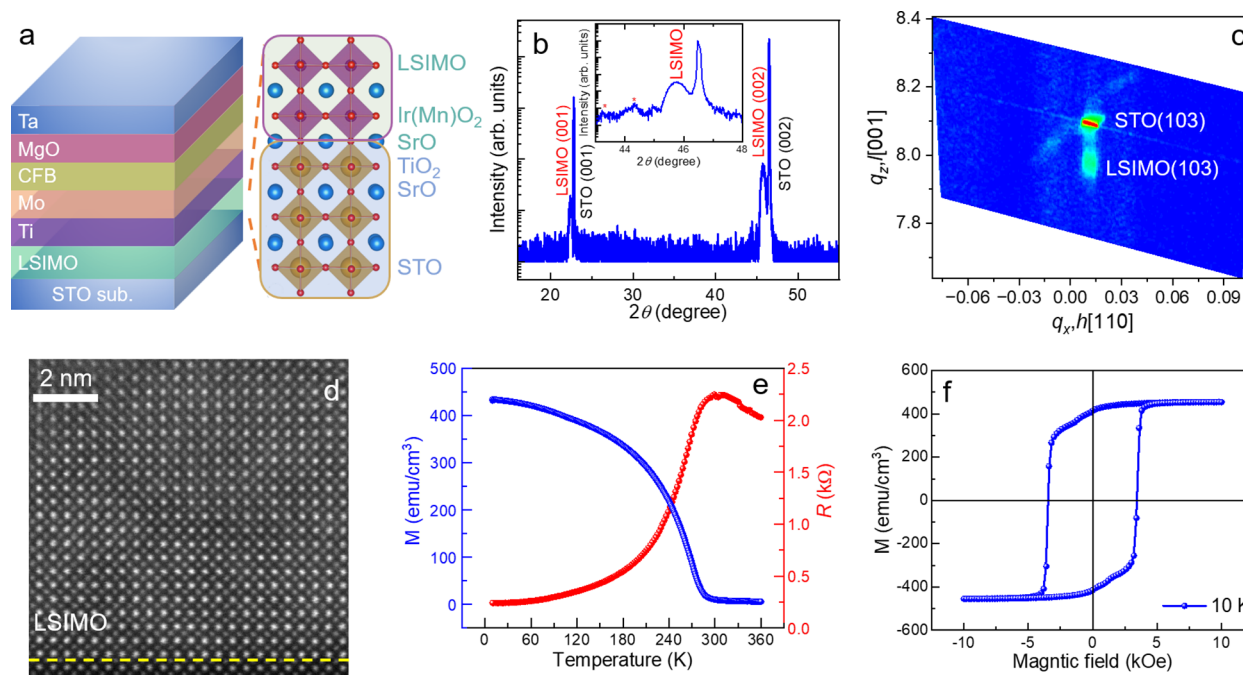 a
Ta
MgO
CFB
Mo
Ti
LSIMO
STO sub.
LSIMO
Ir(Mn)O₂
SrO
TiO₂
SrO
STO
b
Intensity (arb. units)
LSIMO (001)
STO (001)
LSIMO (002)
STO (002)
20 30 40 50
2θ (degree)
Intensity (arb. units)
LSIMO
*
*
44 46 48
2θ (degree)
c
8.4
8.2
8.0
7.8
q_z,l[001]
STO(103)
LSIMO(103)
−0.06 −0.03 0.00 0.03 0.06 0.09
q_x,h[110]
2 nm
d
LSIMO
e
500
400
300
200
100
0
M (emu/cm³)
2.5
2.0
1.5
1.0
0.5
0.0
R (kΩ)
0 60 120 180 240 300 360
Temperature (K)
f
600
400
200
0
-200
-400
-600
M (emu/cm³)
10 K
-10 -5 0 5 10
Magntic field (kOe)